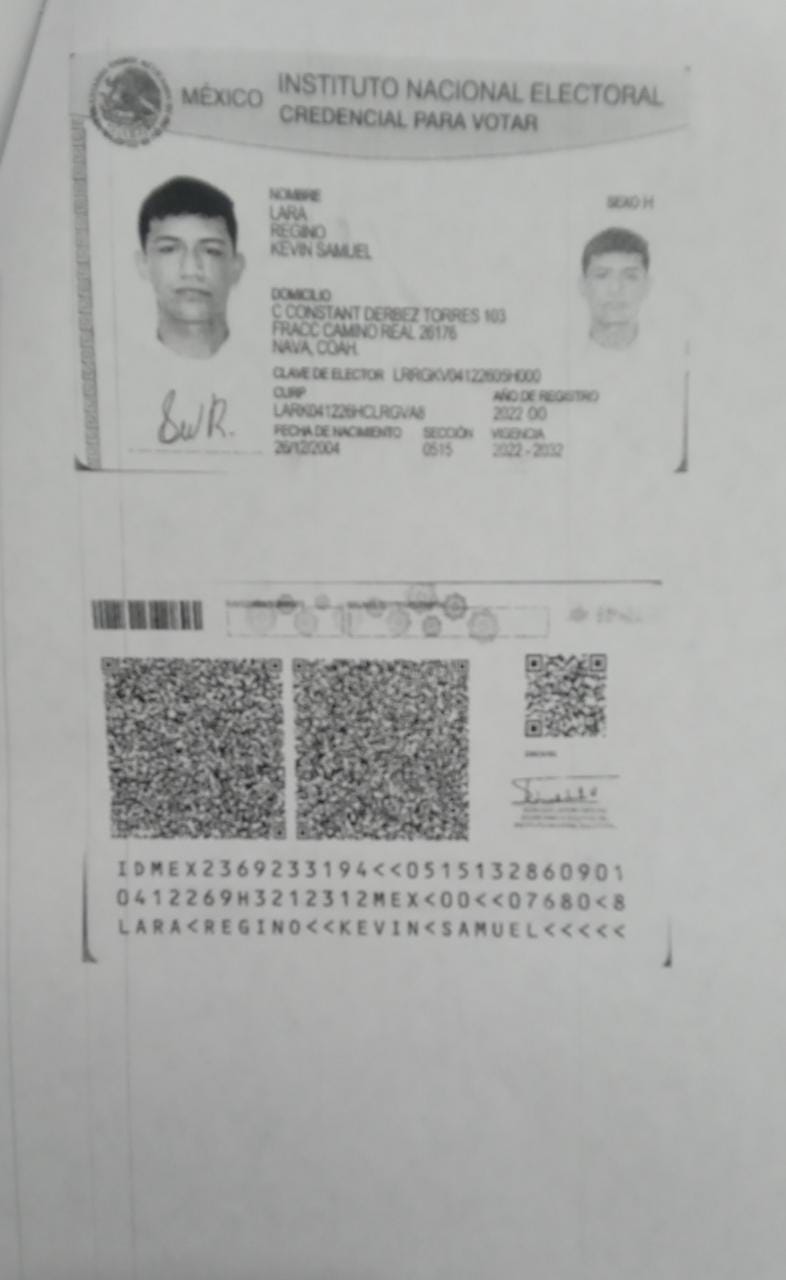 MÉXICO INSTITUTO NACIONAL ELECTORAL
CREDENCIAL PARA VOTAR
NOMBRE
LARA
REGINO
KEVIN SAMUEL
SEXO H
DOMICILIO
C CONSTANT DERBEZ TORRES 103
FRACC CAMINO REAL 26176
NAVA, COAH.
CLAVE DE ELECTOR LRRGKV04122605H000
CURP
LARK041226HCLRGVA8
AÑO DE REGISTRO
2022 00
FECHA DE NACIMIENTO
26/12/2004
SECCIÓN
0515
VIGENCIA
2022 - 2032
IDMEX2369233194<<0515132860901
0412269H3212312MEX<00<<07680<8
LARA<REGINO<<KEVIN<SAMUEL<<<<<